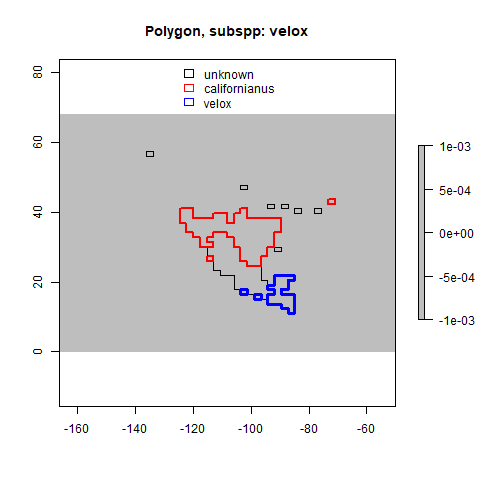 Polygon, subspp: velox
unknown
californianus
velox
80
60
40
20
0
-160
-140
-120
-100
-80
-60
1e-03
5e-04
0e+00
-5e-04
-1e-03